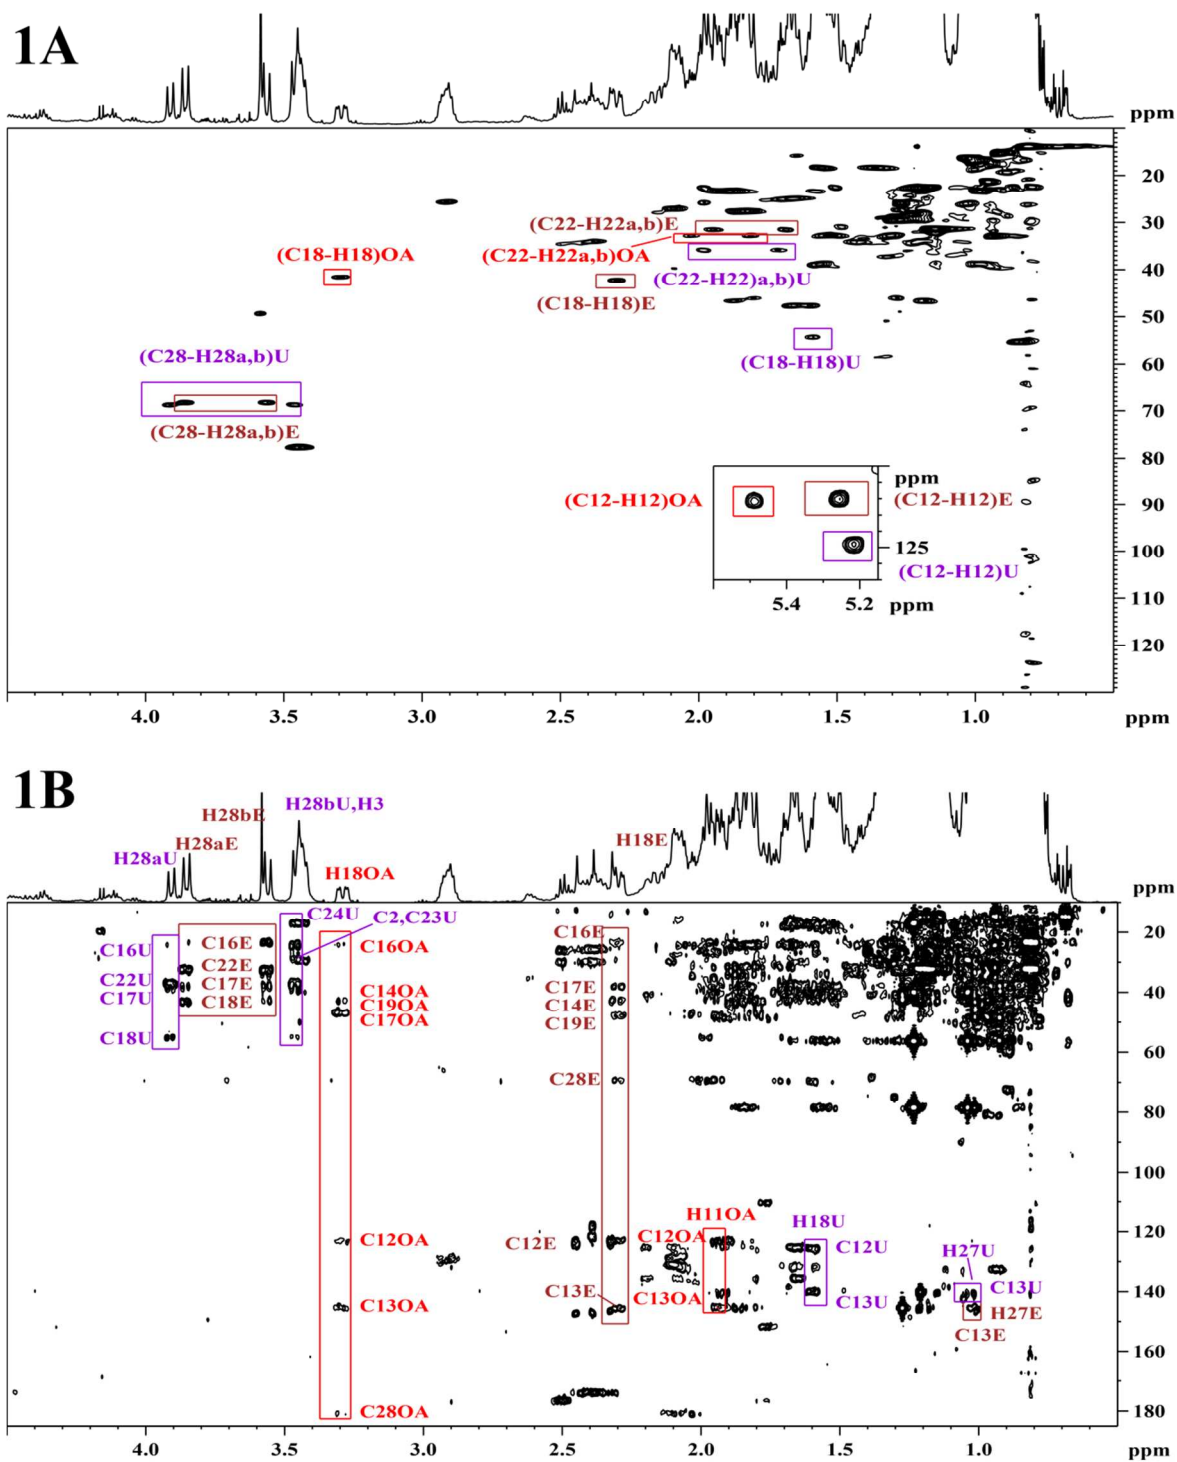 1A
ppm
20
30
40
50
60
70
80
90
100
110
120
(C22-H22a,b)E
(C18-H18)OA
(C22-H22a,b)OA
(C22-H22)a,b)U
(C18-H18)E
(C28-H28a,b)U
(C18-H18)U
(C28-H28a,b)E
ppm
(C12-H12)OA
(C12-H12)E
125
(C12-H12)U
5.4
5.2
ppm
4.0
3.5
3.0
2.5
2.0
1.5
1.0
ppm
1B
H28bE
H28bU,H3
H28aE
H18E
H28aU
H18OA
ppm
C24U
C2,C23U
C16E
C16U
C16E
C16OA
20
C22E
C22U
C17E
C17E
C14OA
C17U
C18E
C19OA
C14E
40
C17OA
C19E
C18U
60
C28E
80
100
H11OA
H18U
C12E
C12OA
C12OA
C12U
120
H27U
C13E
C13OA
C13OA
C13U
C13U
140
H27E
C13E
160
C28OA
180
4.0
3.5
3.0
2.5
2.0
1.5
1.0
ppm